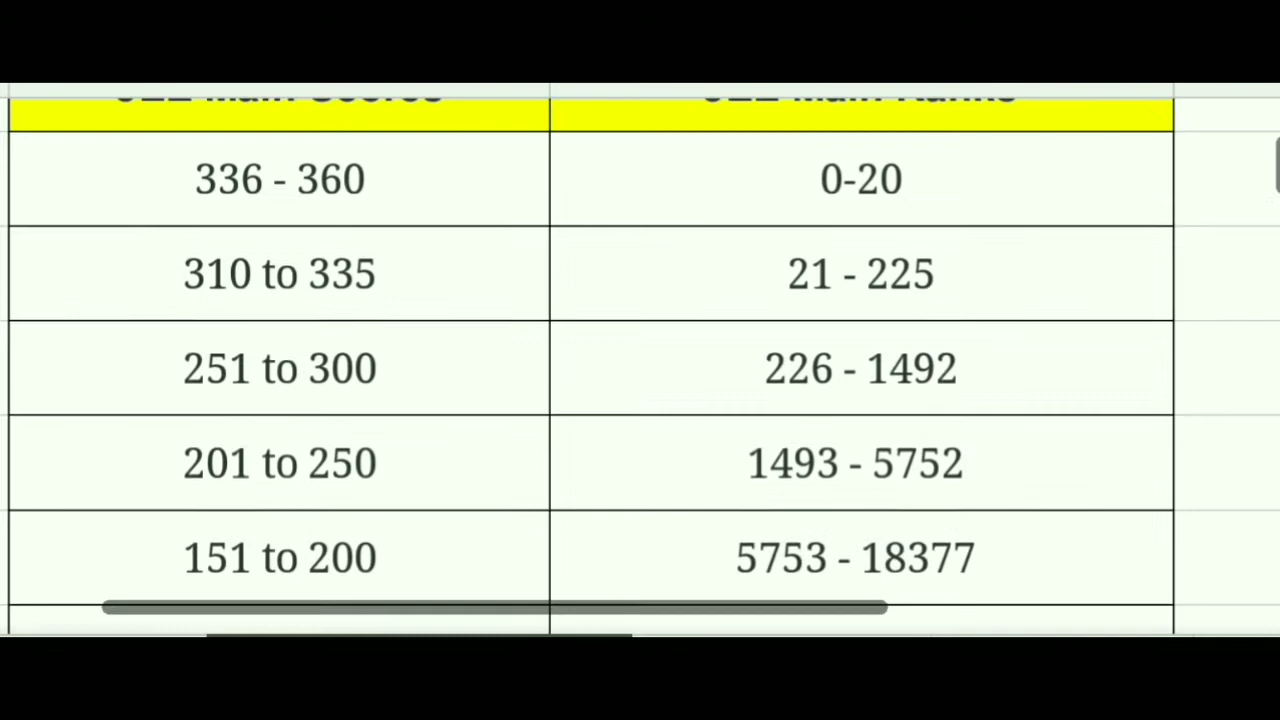 336 - 360 0-20
310 to 335 21 - 225
251 to 300 226 - 1492
201 to 250 1493 - 5752
151 to 200 5753 - 18377